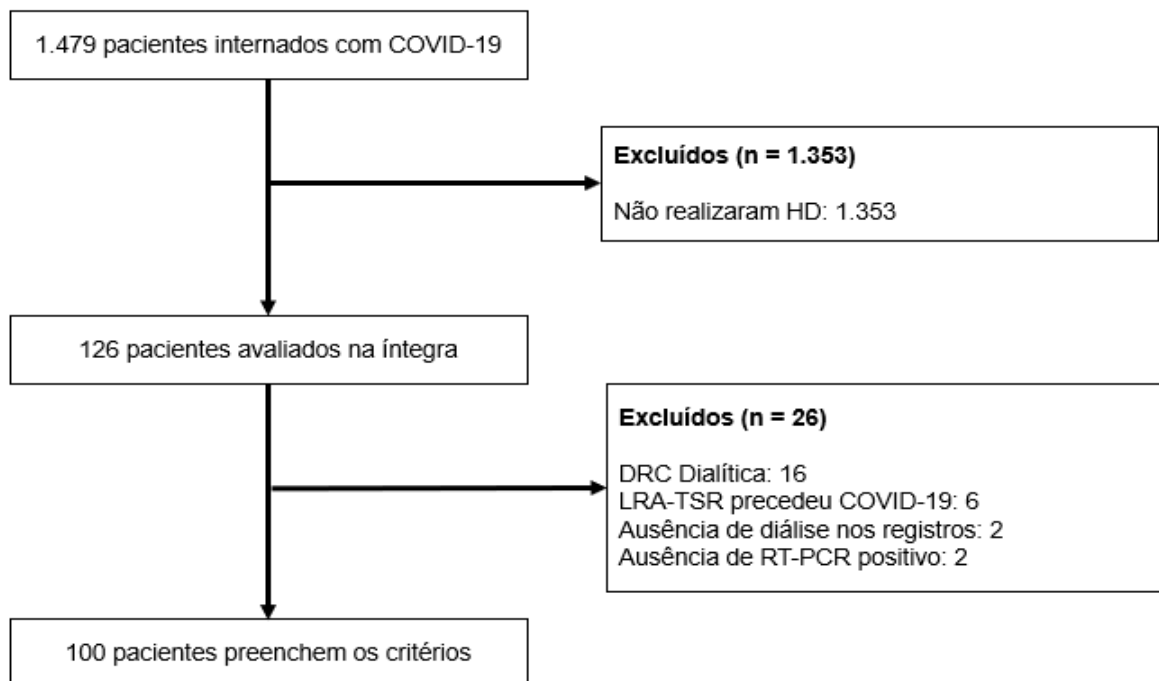 1.479 pacientes internados com COVID-19
Excluídos (n = 1.353)
Não realizaram HD: 1.353
126 pacientes avaliados na íntegra
Excluídos (n = 26)
DRC Dialítica: 16
LRA-TSR precedeu COVID-19: 6
Ausência de diálise nos registros: 2
Ausência de RT-PCR positivo: 2
100 pacientes preenchem os critérios